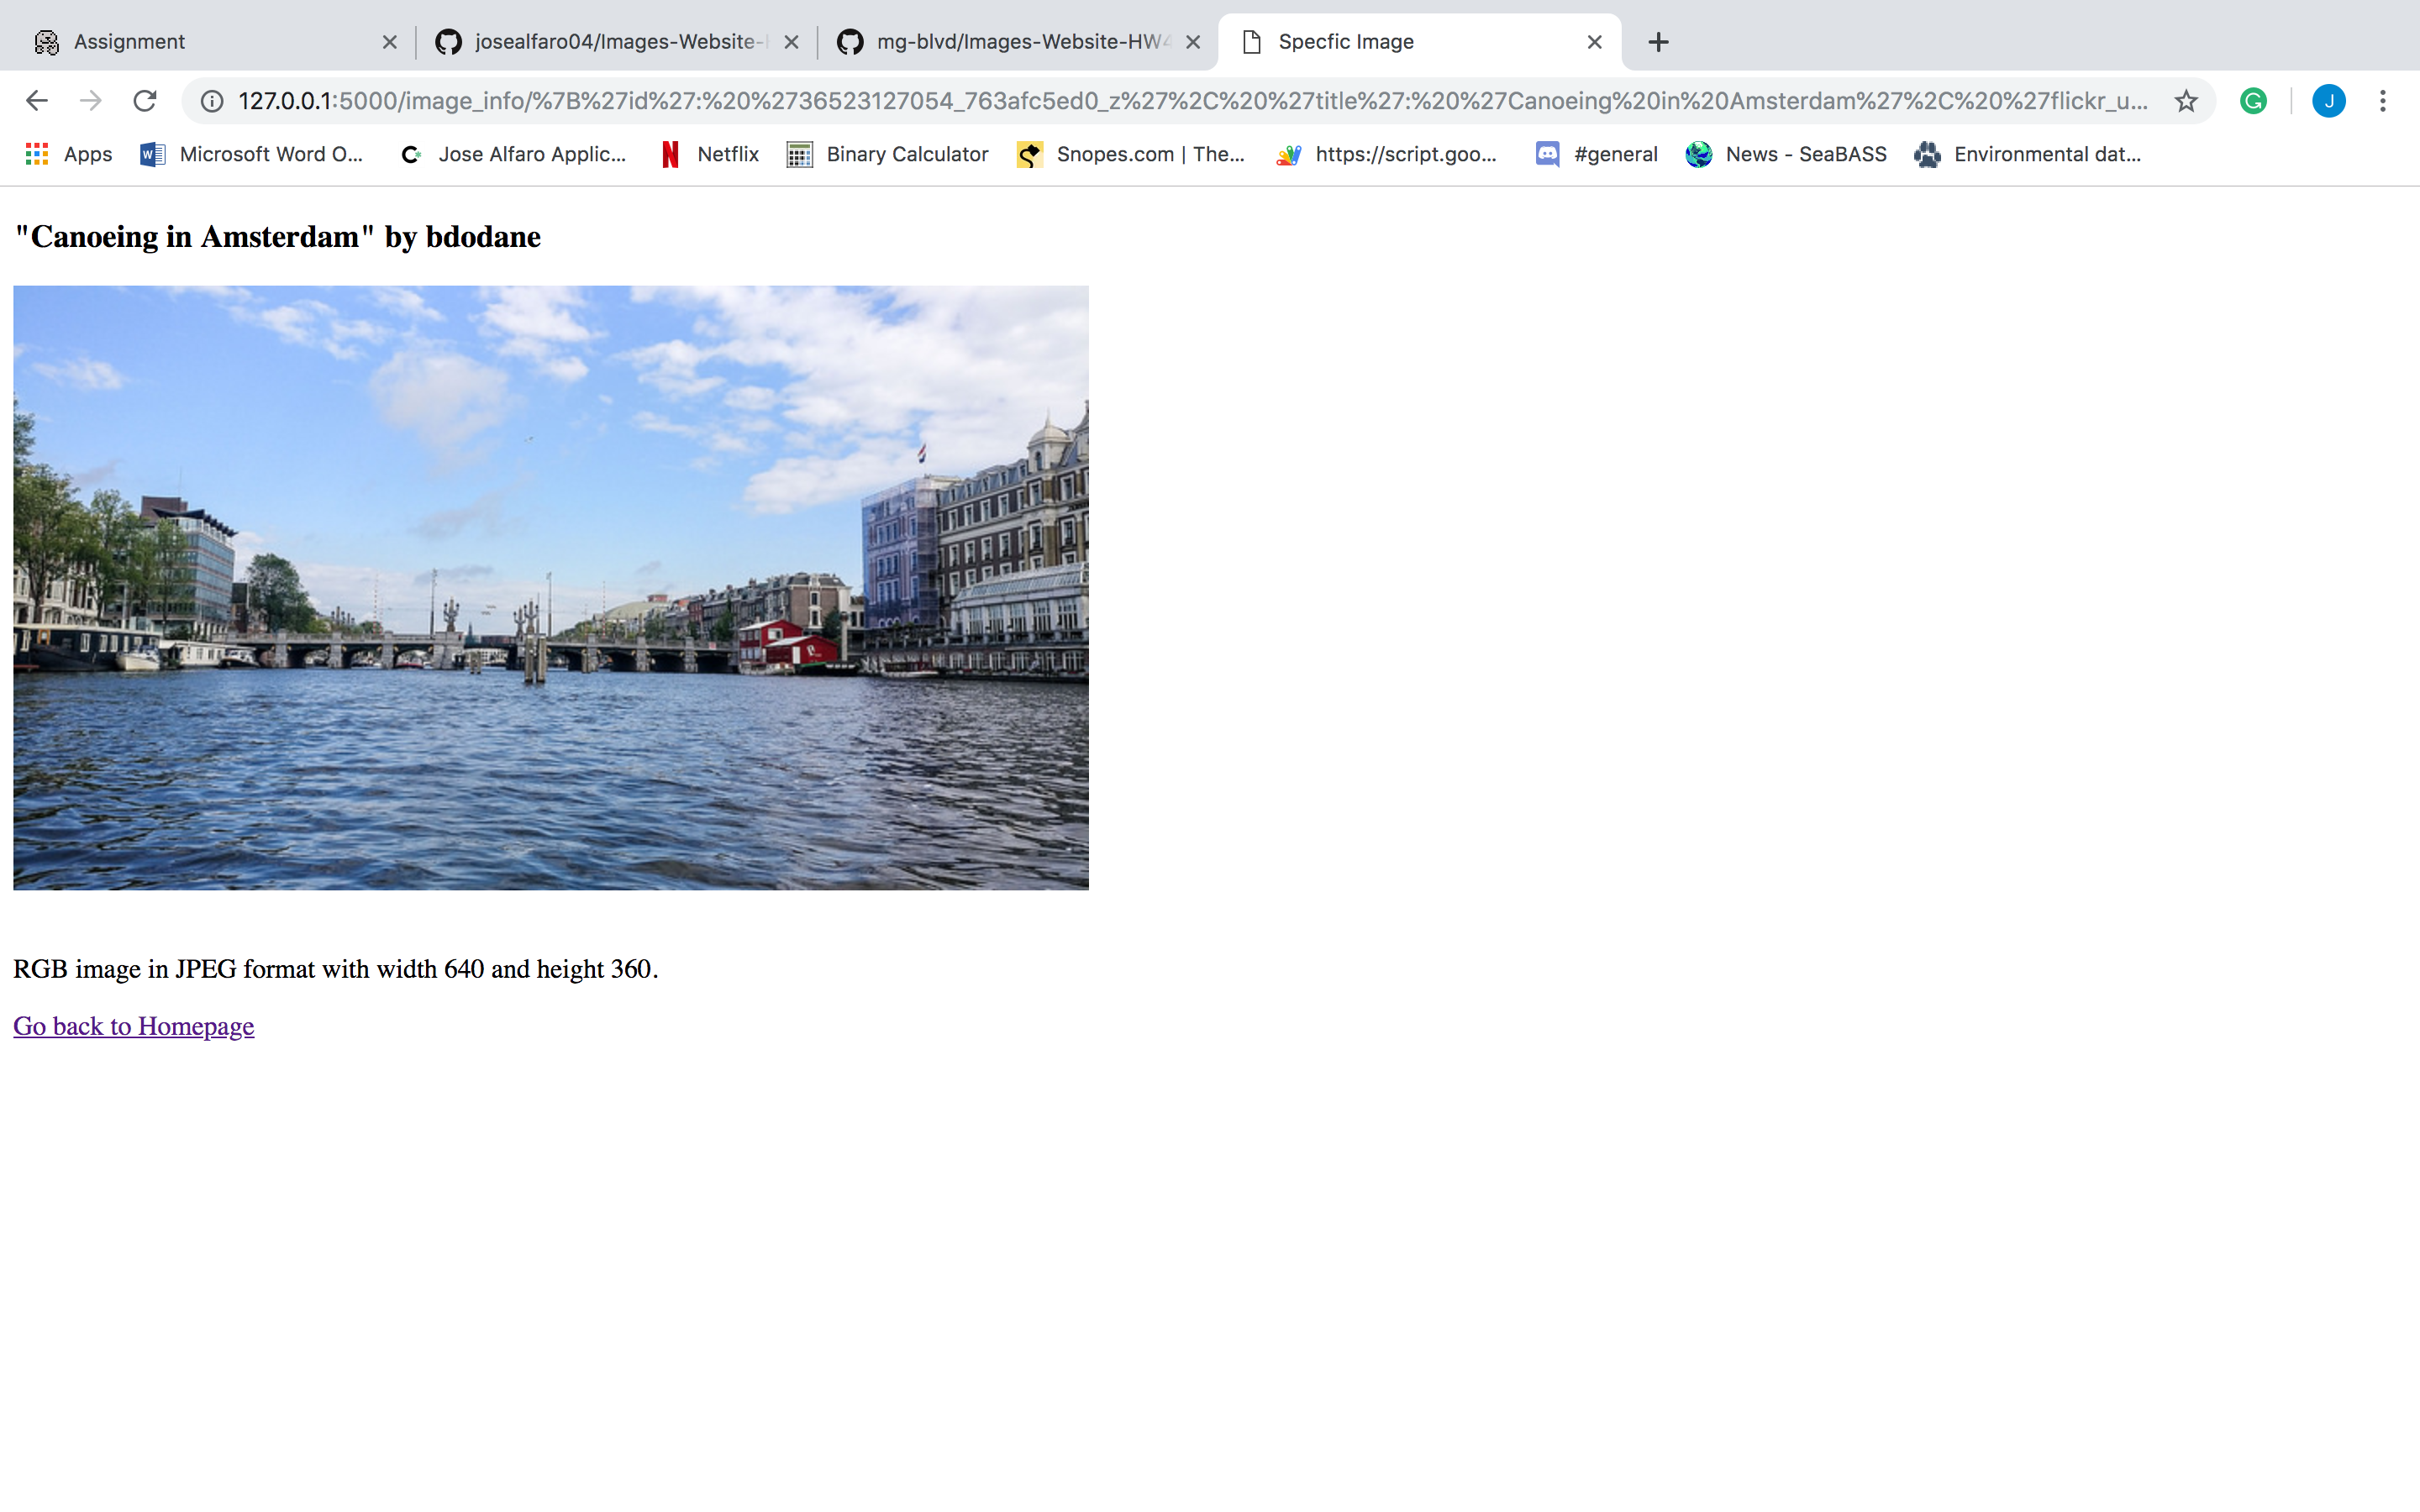 Assignment
josealfaro04/Images-Website-
mg-blvd/Images-Website-HW4
Specfic Image
127.0.0.1:5000/image_info/%7B%27id%27:%20%2736523127054_763afc5ed0_z%27%2C%20%27title%27:%20%27Canoeing%20in%20Amsterdam%27%2C%20%27flickr_u...
J
Apps
Microsoft Word O...
Jose Alfaro Applic...
Netflix
Binary Calculator
Snopes.com | The...
https://script.goo...
#general
News - SeaBASS
Environmental dat...
"Canoeing in Amsterdam" by bdodane
RGB image in JPEG format with width 640 and height 360.
Go back to Homepage